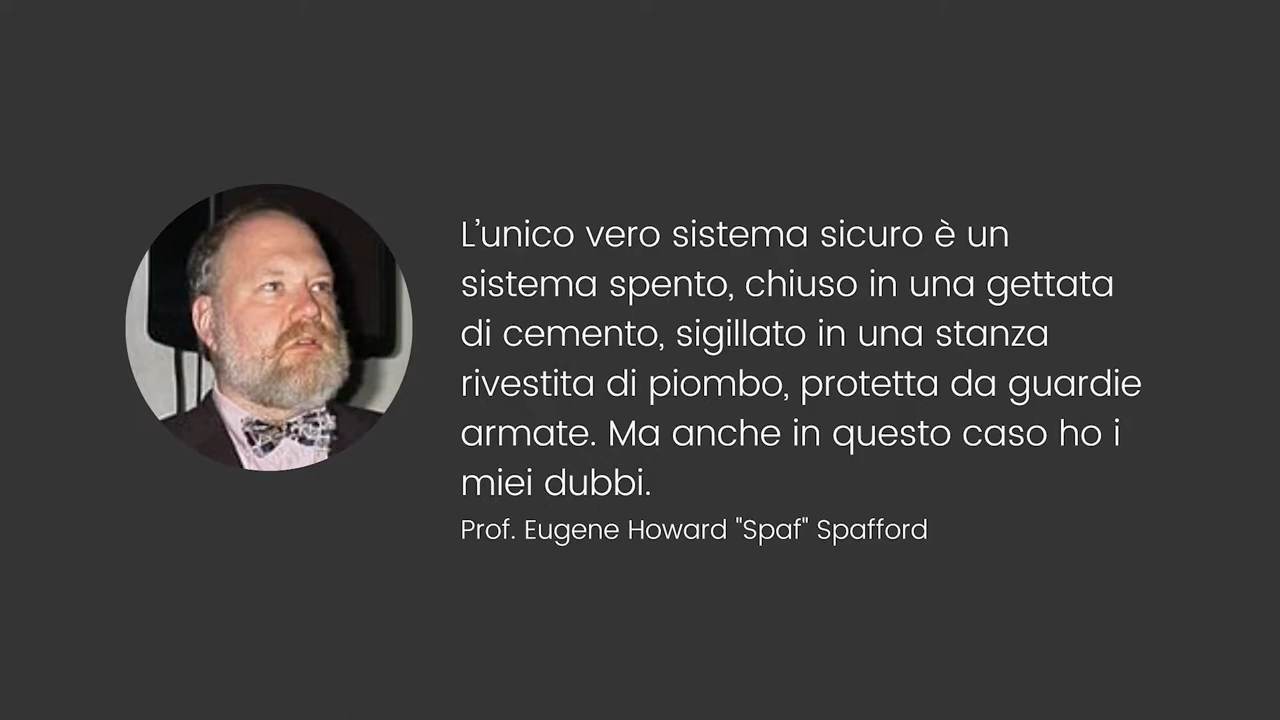 L’unico vero sistema sicuro è un
sistema spento, chiuso in una gettata
di cemento, sigillato in una stanza
rivestita di piombo, protetta da guardie
armate. Ma anche in questo caso ho i
miei dubbi.
Prof. Eugene Howard "Spaf" Spafford